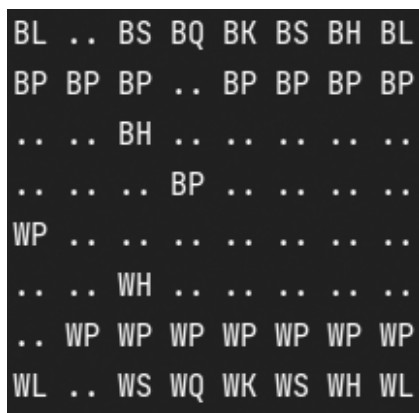 BL .. BS BQ BK BS BH BL
BP BP BP .. BP BP BP BP
.. .. BH .. .. .. .. ..
.. .. .. BP .. .. .. ..
WP .. .. .. .. .. .. ..
.. .. WH .. .. .. .. ..
.. WP WP WP WP WP WP WP
WL .. WS WQ WK WS WH WL